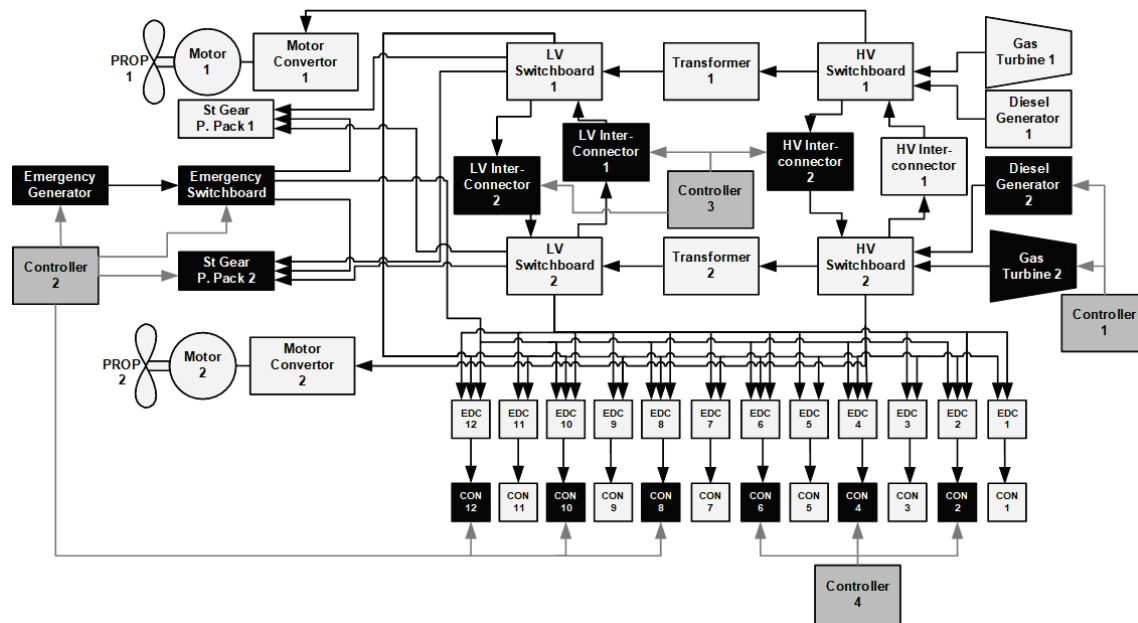 PROP
1
Motor
1
Motor
Convertor
1
LV
Switchboard
1
Transformer
1
HV
Switchboard
1
Gas
Turbine 1
St Gear
P. Pack 1
Diesel
Generator
1
LV Inter-
Connector
1
HV Inter-
connector
2
HV Inter-
connector
1
Emergency
Generator
Emergency
Switchboard
LV Inter-
Connector
2
Controller
3
Diesel
Generator
2
Controller
2
St Gear
P. Pack 2
LV
Switchboard
2
Transformer
2
HV
Switchboard
2
Gas
Turbine 2
Controller
1
PROP
2
Motor
2
Motor
Convertor
2
EDC
12
EDC
11
EDC
10
EDC
9
EDC
8
EDC
7
EDC
6
EDC
5
EDC
4
EDC
3
EDC
2
EDC
1
CON
12
CON
11
CON
10
CON
9
CON
8
CON
7
CON
6
CON
5
CON
4
CON
3
CON
2
CON
1
Controller
4